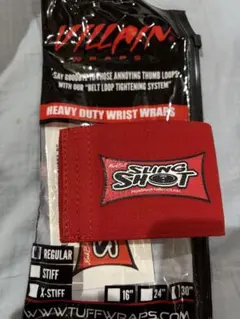 VILLAIN
WRAPS
SAY GOODBYE TO THOSE ANNOYING THUMB LOOPS
WITH OUR "BELT LOOP TIGHTENING SYSTEM"
HEAVY DUTY WRIST WRAPS
SLING
SHOT
REGULAR
STIFF
X-STIFF
16"
24"
30"
WWW.TUFFWRAPS.COM